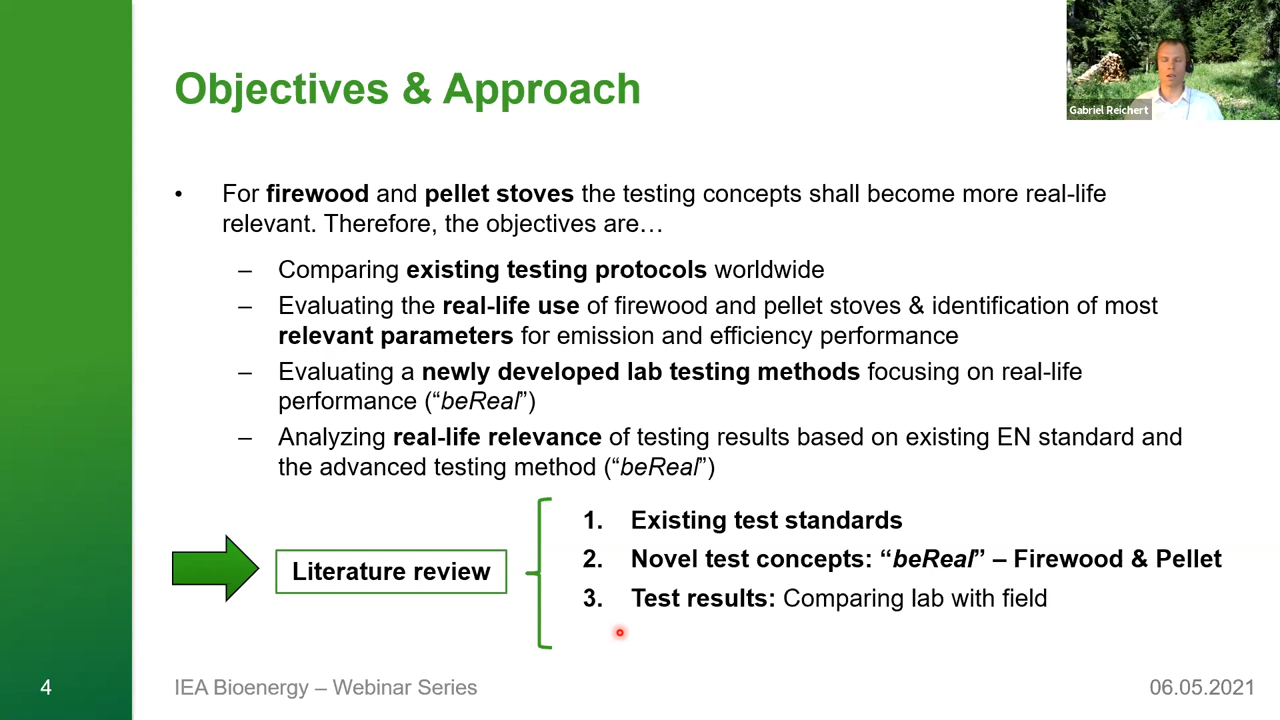 Objectives & Approach
Gabriel Reichert
• For firewood and pellet stoves the testing concepts shall become more real-life
relevant. Therefore, the objectives are…
– Comparing existing testing protocols worldwide
– Evaluating the real-life use of firewood and pellet stoves & identification of most
relevant parameters for emission and efficiency performance
– Evaluating a newly developed lab testing methods focusing on real-life
performance (“beReal”)
– Analyzing real-life relevance of testing results based on existing EN standard and
the advanced testing method (“beReal”)
Literature review
1. Existing test standards
2. Novel test concepts: “beReal” – Firewood & Pellet
3. Test results: Comparing lab with field
4
IEA Bioenergy – Webinar Series
06.05.2021